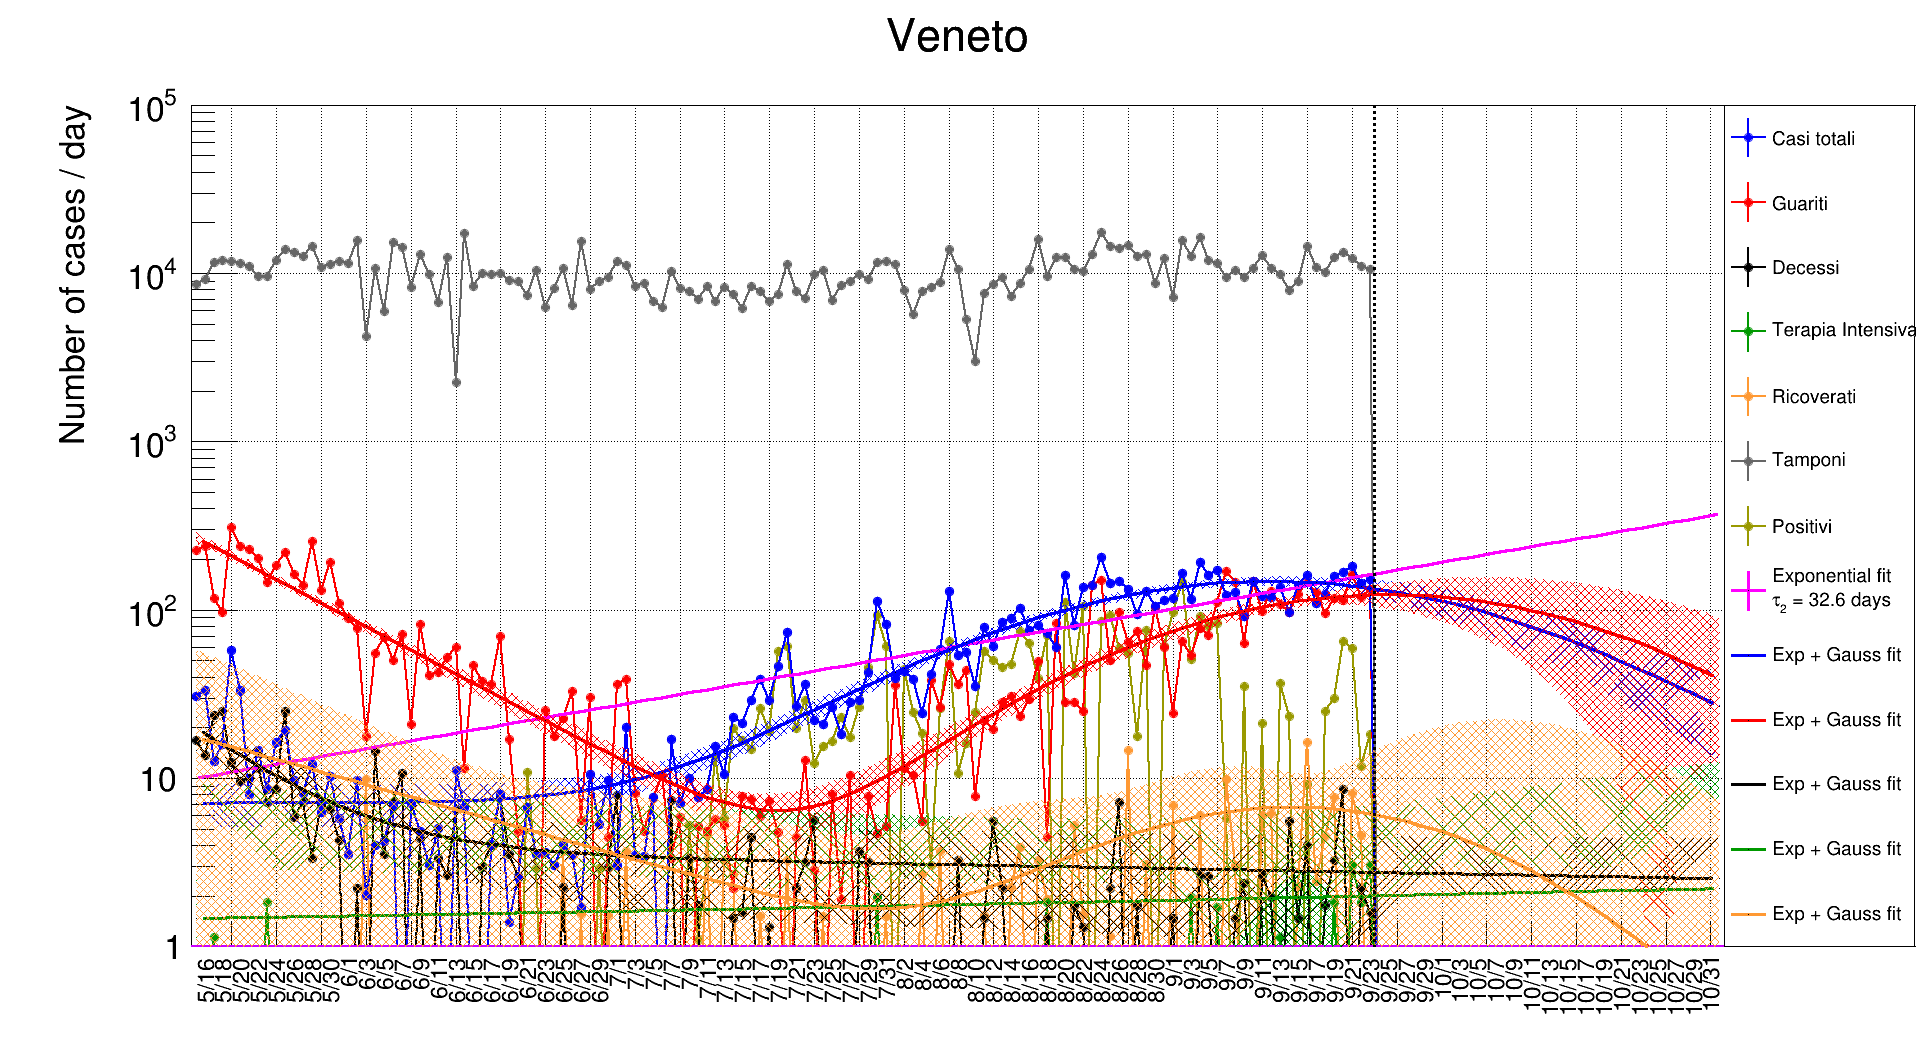 Veneto
Number of cases / day
10⁵
10⁴
10³
10²
10
1
5/16 5/18 5/20 5/22 5/24 5/26 5/28 5/30 6/1 6/3 6/5 6/7 6/9 6/11 6/13 6/15 6/17 6/19 6/21 6/23 6/25 6/27 6/29 7/1 7/3 7/5 7/7 7/9 7/11 7/13 7/15 7/17 7/19 7/21 7/23 7/25 7/27 7/29 7/31 8/2 8/4 8/6 8/8 8/10 8/12 8/14 8/16 8/18 8/20 8/22 8/24 8/26 8/28 8/30 9/1 9/3 9/5 9/7 9/9 9/11 9/13 9/15 9/17 9/19 9/21 9/23 9/25 9/27 9/29 10/1 10/3 10/5 10/7 10/9 10/11 10/13 10/15 10/17 10/19 10/21 10/23 10/25 10/27 10/29 10/31
Casi totali
Guariti
Decessi
Terapia Intensiva
Ricoverati
Tamponi
Positivi
Exponential fit
τ₂ = 32.6 days
Exp + Gauss fit
Exp + Gauss fit
Exp + Gauss fit
Exp + Gauss fit
Exp + Gauss fit